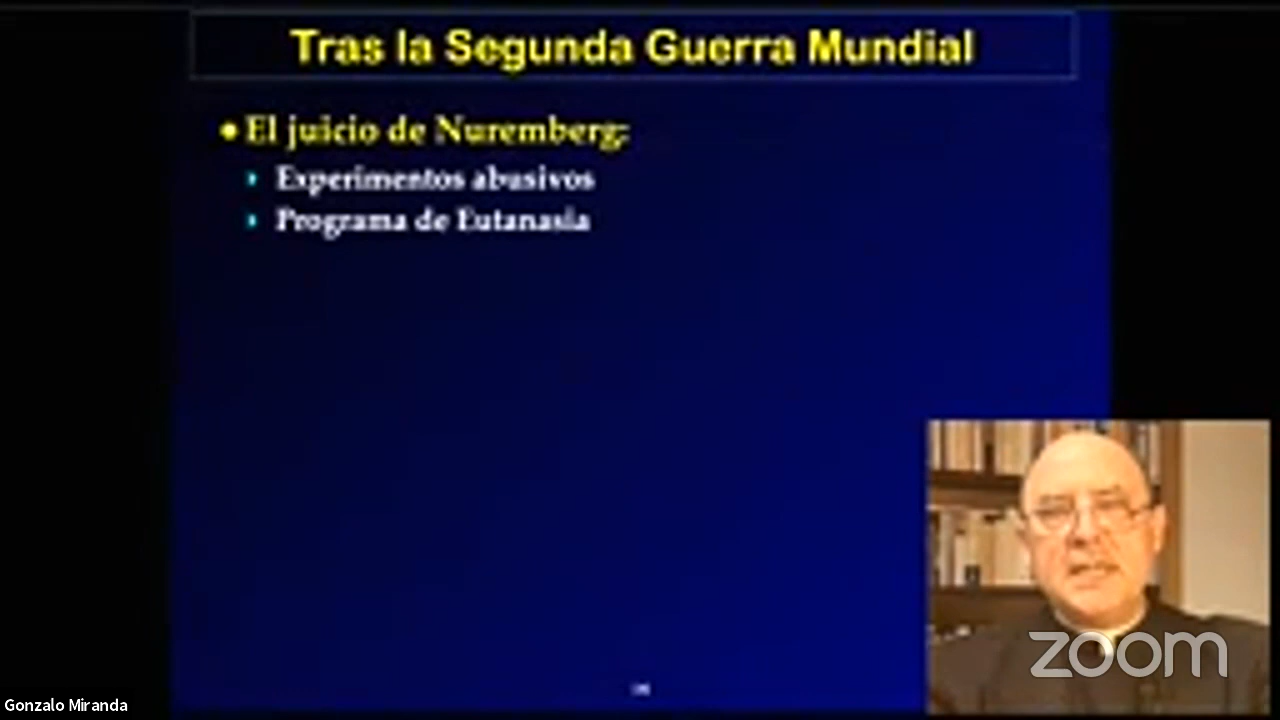 Tras la Segunda Guerra Mundial
El juicio de Nuremberg:
Experimentos abusivos
Programa de Eutanasia
zoom
Gonzalo Miranda